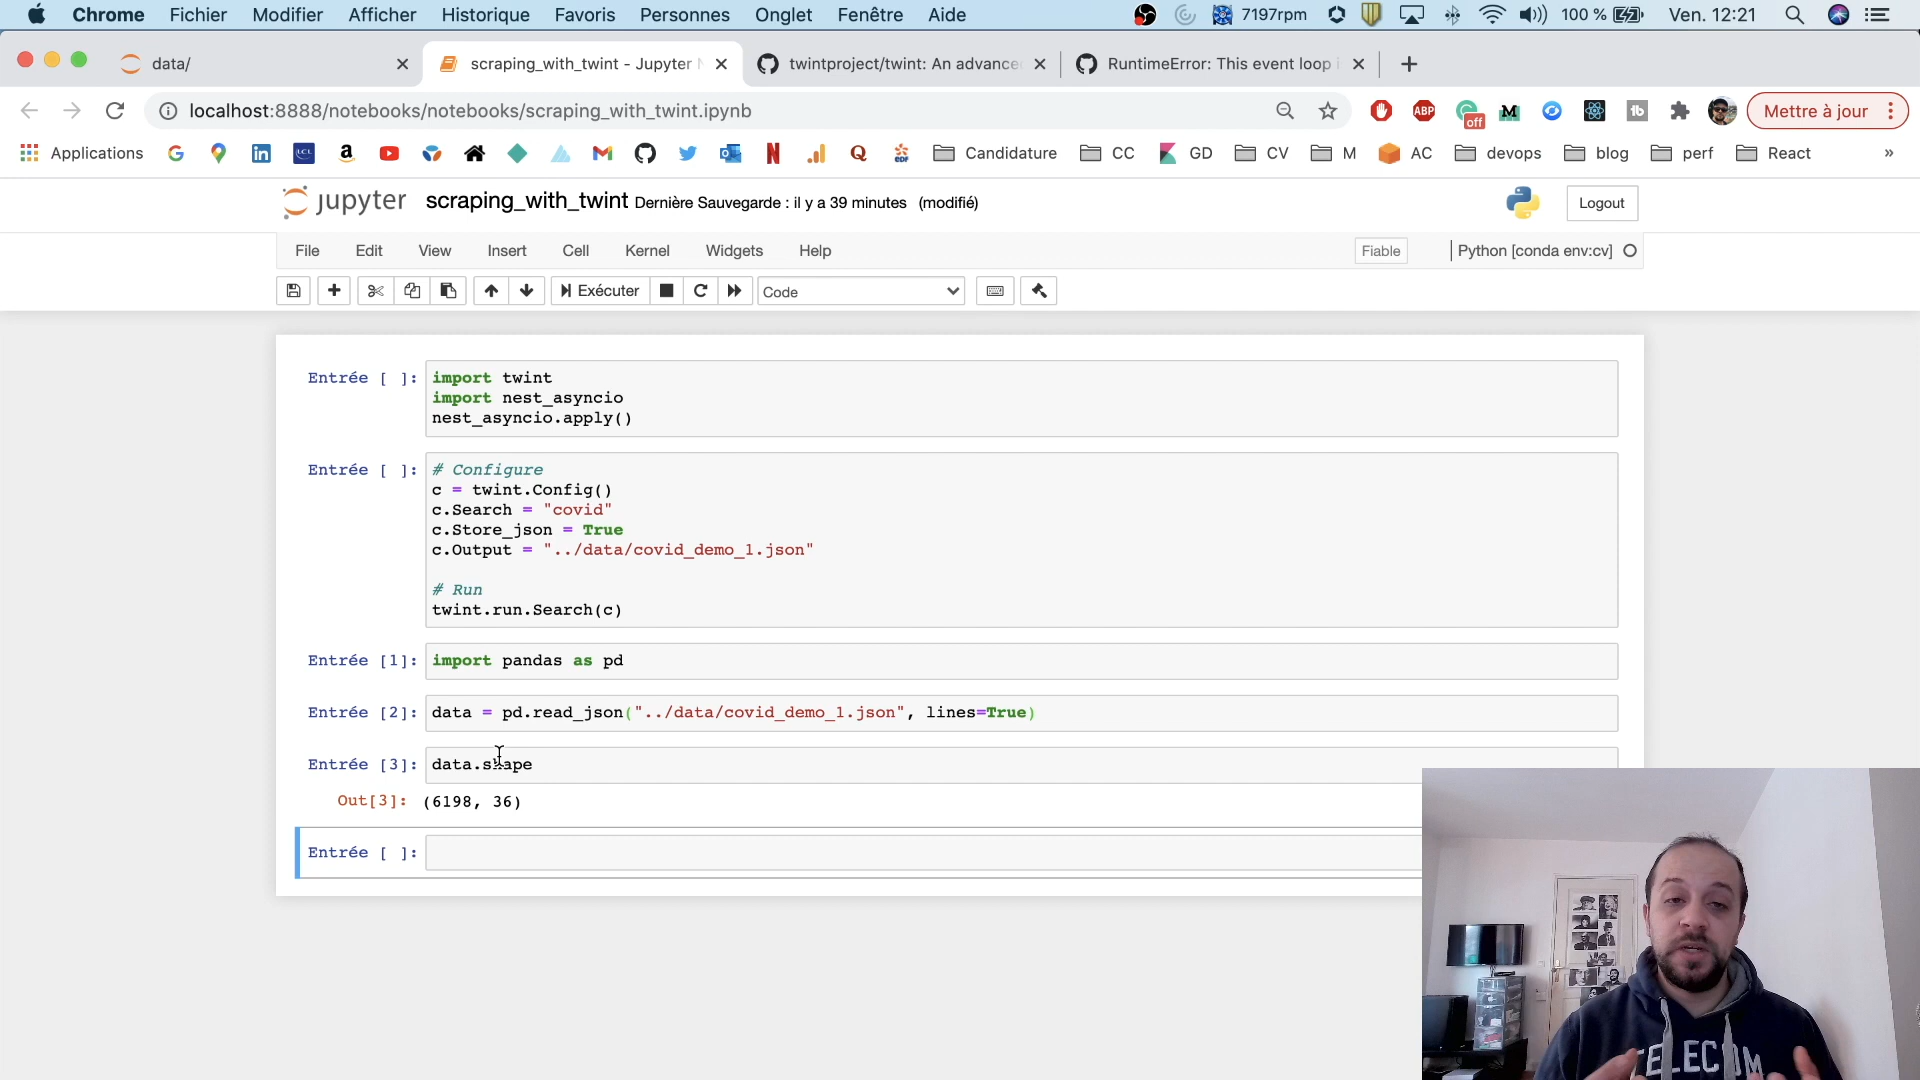 Chrome Fichier Modifier Afficher Historique Favoris Personnes Onglet Fenêtre Aide 7197rpm 100 % Ven. 12:21
data/ scraping_with_twint - Jupyter N twintproject/twint: An advance RuntimeError: This event loop i
localhost:8888/notebooks/notebooks/scraping_with_twint.ipynb ABP off M tb Mettre à jour
Applications G LCL a N Q EDF Candidature CC GD CV M AC devops blog perf React »
jupyter scraping_with_twint Dernière Sauvegarde : il y a 39 minutes (modifié) Logout
File Edit View Insert Cell Kernel Widgets Help Fiable Python [conda env:cv]
Exécuter Code
Entrée [ ]: import twint
import nest_asyncio
nest_asyncio.apply()
Entrée [ ]: # Configure
c = twint.Config()
c.Search = "covid"
c.Store_json = True
c.Output = "../data/covid_demo_1.json"
# Run
twint.run.Search(c)
Entrée [1]: import pandas as pd
Entrée [2]: data = pd.read_json("../data/covid_demo_1.json", lines=True)
Entrée [3]: data.shape
Out[3]: (6198, 36)
Entrée [ ]:
TELECOM